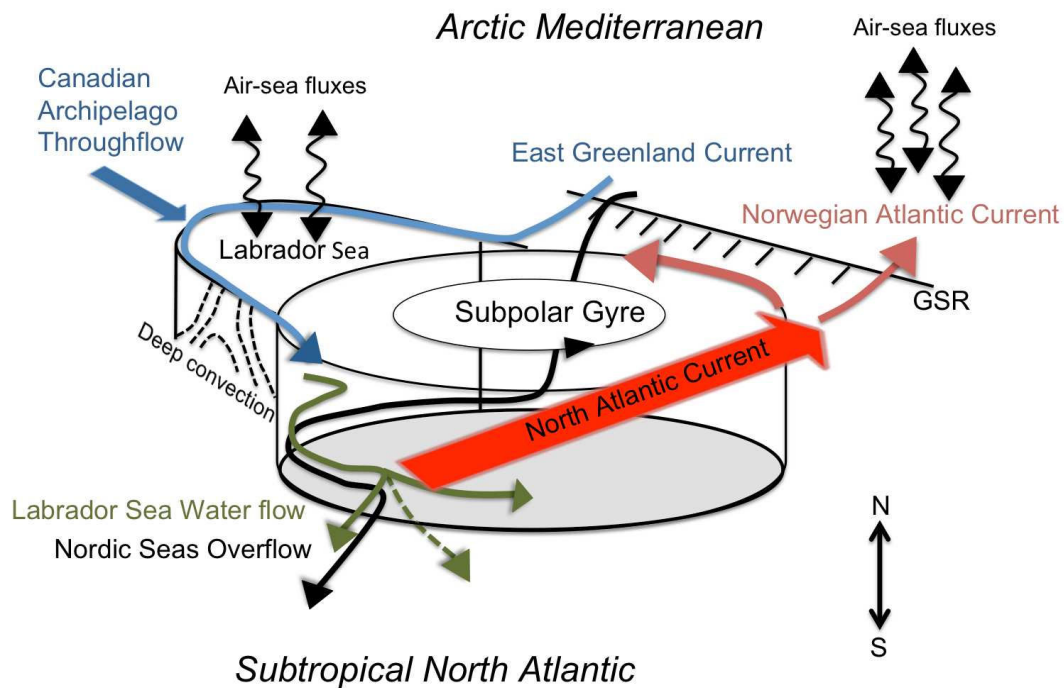 Arctic Mediterranean
Air-sea fluxes
Canadian
Archipelago
Throughflow
Air-sea fluxes
East Greenland Current
Norwegian Atlantic Current
Labrador Sea
GSR
Subpolar Gyre
Deep convection
North Atlantic Current
Labrador Sea Water flow
Nordic Seas Overflow
N
S
Subtropical North Atlantic